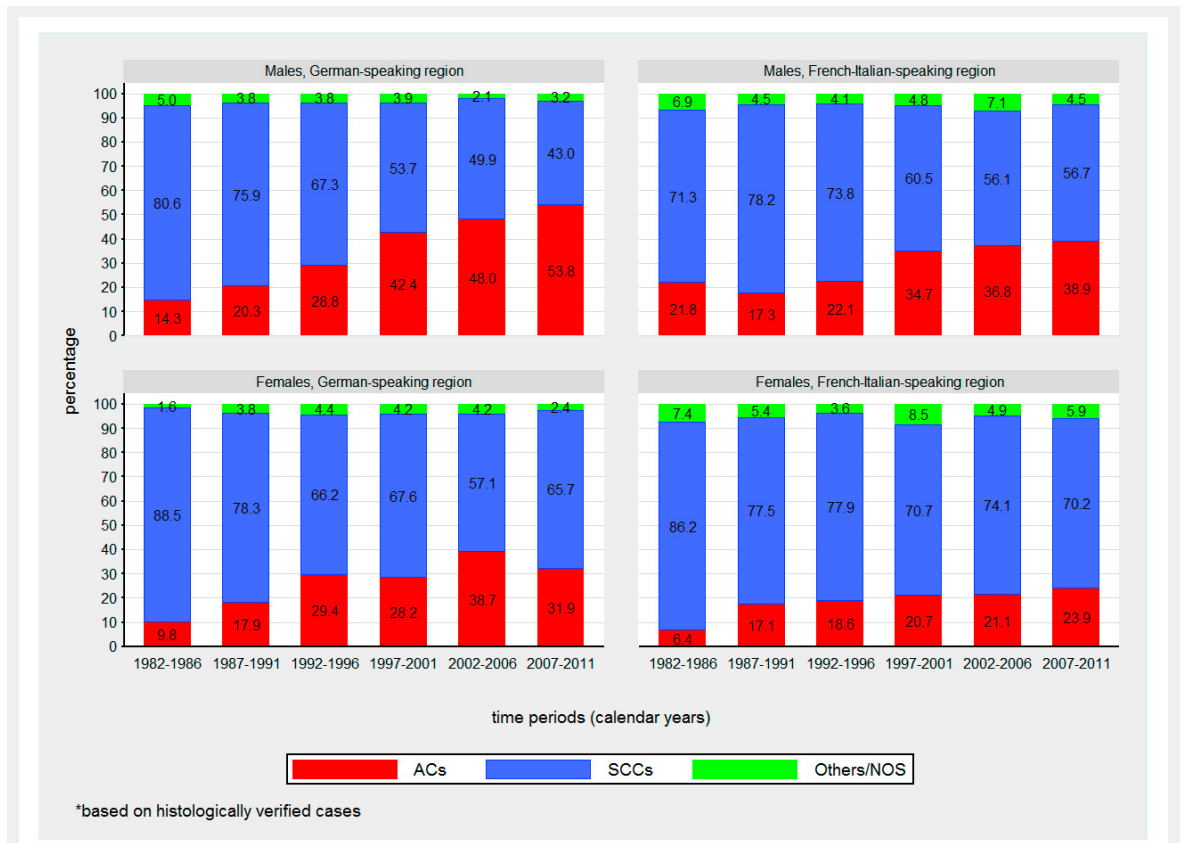 Males, German-speaking region
Males, French-Italian-speaking region
100 5.0 3.8 3.8 3.9 2.1 3.2 6.9 4.5 4.1 4.8 7.1 4.5
90
80
70
60
50
40
30
20
10
0
80.6 75.9 67.3 53.7 49.9 43.0 71.3 78.2 73.8 60.5 56.1 56.7
14.3 20.3 28.8 42.4 48.0 53.8 21.8 17.3 22.1 34.7 36.8 38.9
percentage
Females, German-speaking region
Females, French-Italian-speaking region
100 1.6 3.8 4.4 4.2 4.2 2.4 7.4 5.4 3.6 8.5 4.9 5.9
90
80
70
60
50
40
30
20
10
0
88.5 78.3 66.2 67.6 57.1 65.7 86.2 77.5 77.9 70.7 74.1 70.2
9.8 17.9 29.4 28.2 38.7 31.9 6.4 17.1 18.6 20.7 21.1 23.9
1982-1986 1987-1991 1992-1996 1997-2001 2002-2006 2007-2011 1982-1986 1987-1991 1992-1996 1997-2001 2002-2006 2007-2011
time periods (calendar years)
ACs SCCs Others/NOS
*based on histologically verified cases